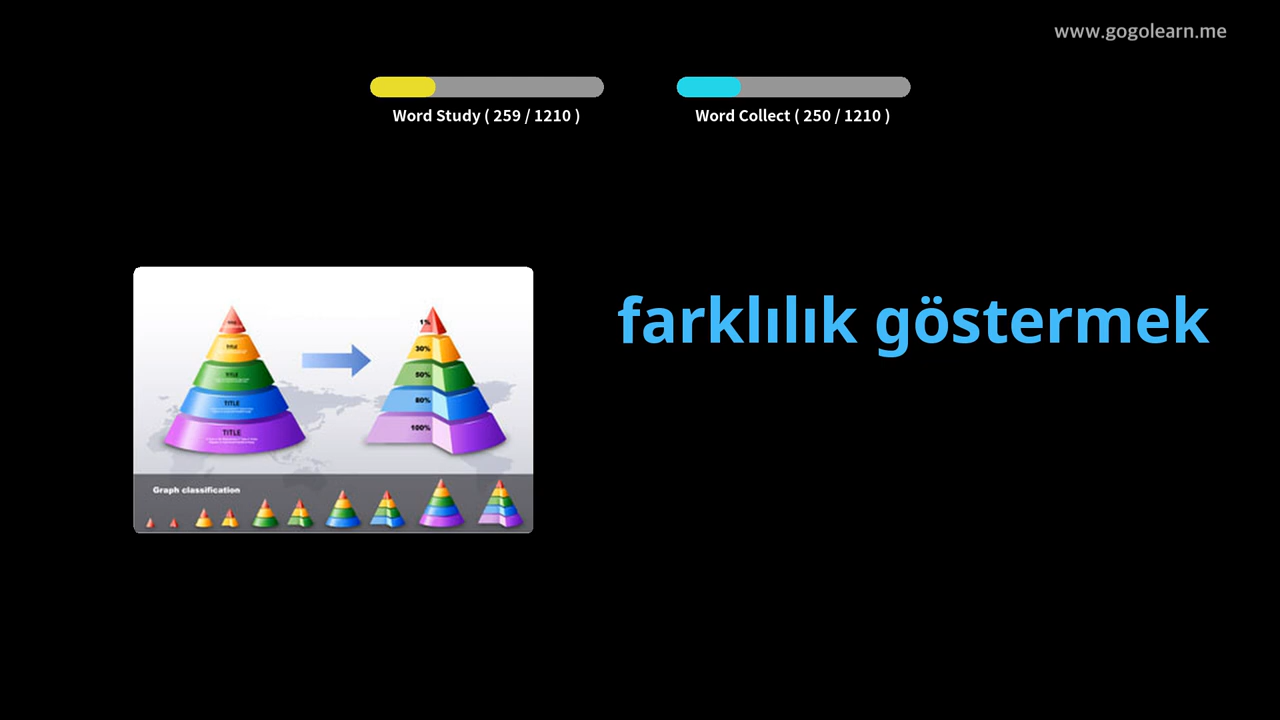 www.gogolearn.me
Word Study ( 259 / 1210 )
Word Collect ( 250 / 1210 )
farklılık göstermek
TITLE
TITLE
TITLE
TITLE
1%
30%
50%
80%
100%
Graph classification